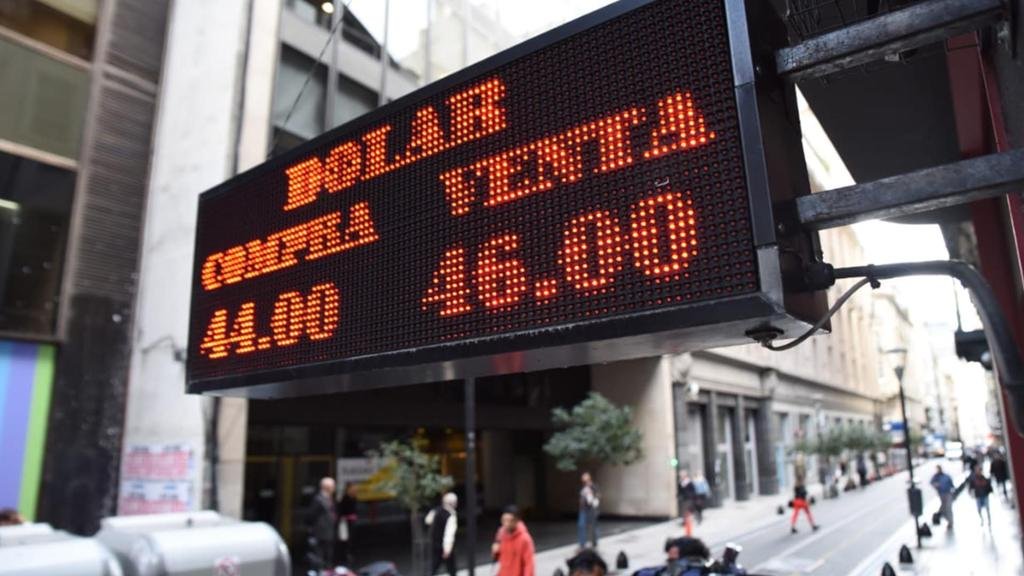 DOLAR
COMPRA VENTA
44.00 46.00